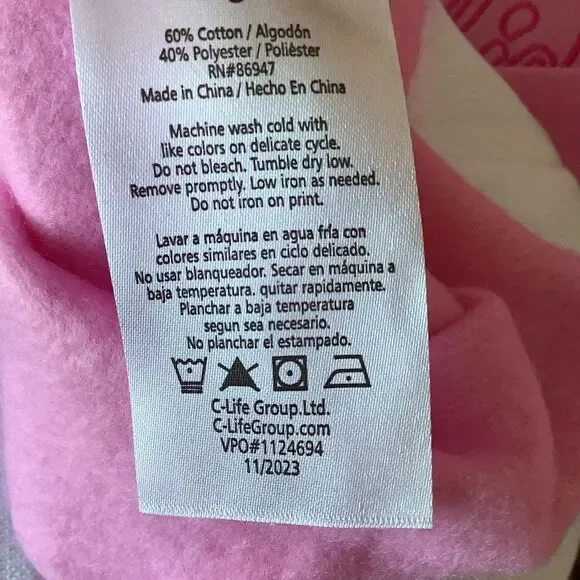 60% Cotton / Algodón
40% Polyester / Poliéster
RN#86947
Made in China / Hecho En China
Machine wash cold with
like colors on delicate cycle.
Do not bleach. Tumble dry low.
Remove promptly. Low iron as needed.
Do not iron on print.
Lavar a máquina en agua fría con
colores similares en ciclo delicado.
No usar blanqueador. Secar en máquina a
baja temperatura. quitar rapidamente.
Planchar a baja temperatura
segun sea necesario.
No planchar el estampado.
C-Life Group.Ltd.
C-LifeGroup.com
VPO#1124694
11/2023